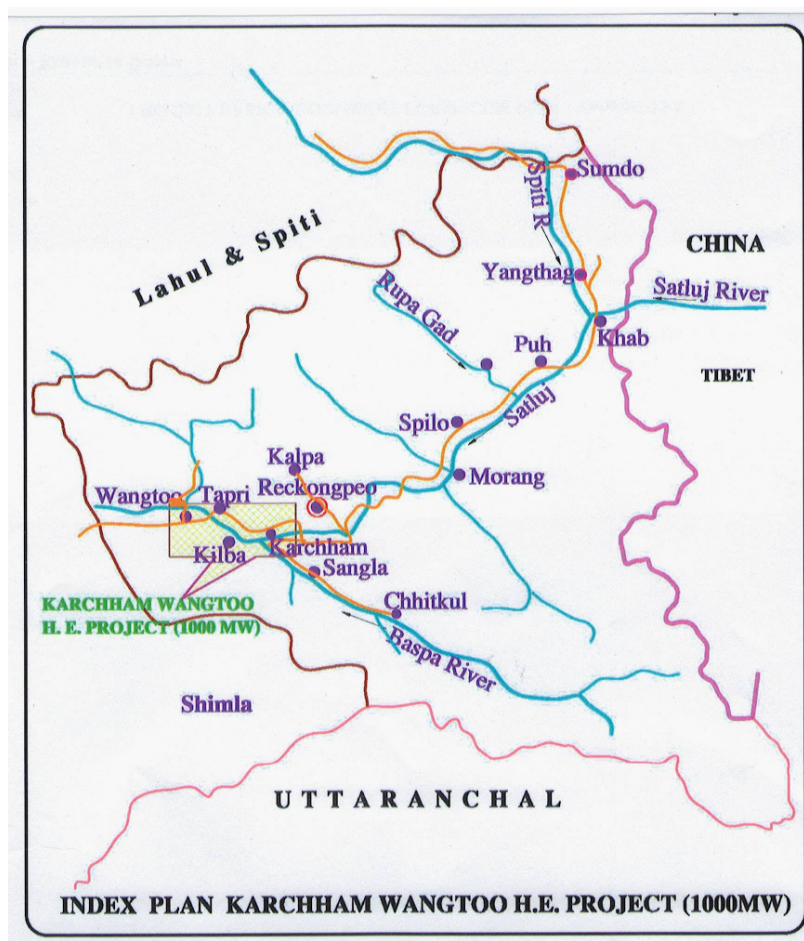 Sumdo
Spiti R
Lahul & Spiti
CHINA
Yangthag
Satluj River
Rupa Gad
Khab
Puh
TIBET
Satluj
Spilo
Kalpa
Morang
Reckongpeo
Wangtoo
Tapri
Karchham
Kilba
Sangla
KARCHHAM WANGTOO
H. E. PROJECT (1000 MW)
Chhitkul
Baspa River
Shimla
UTTARANCHAL
INDEX PLAN KARCHHAM WANGTOO H.E. PROJECT (1000MW)